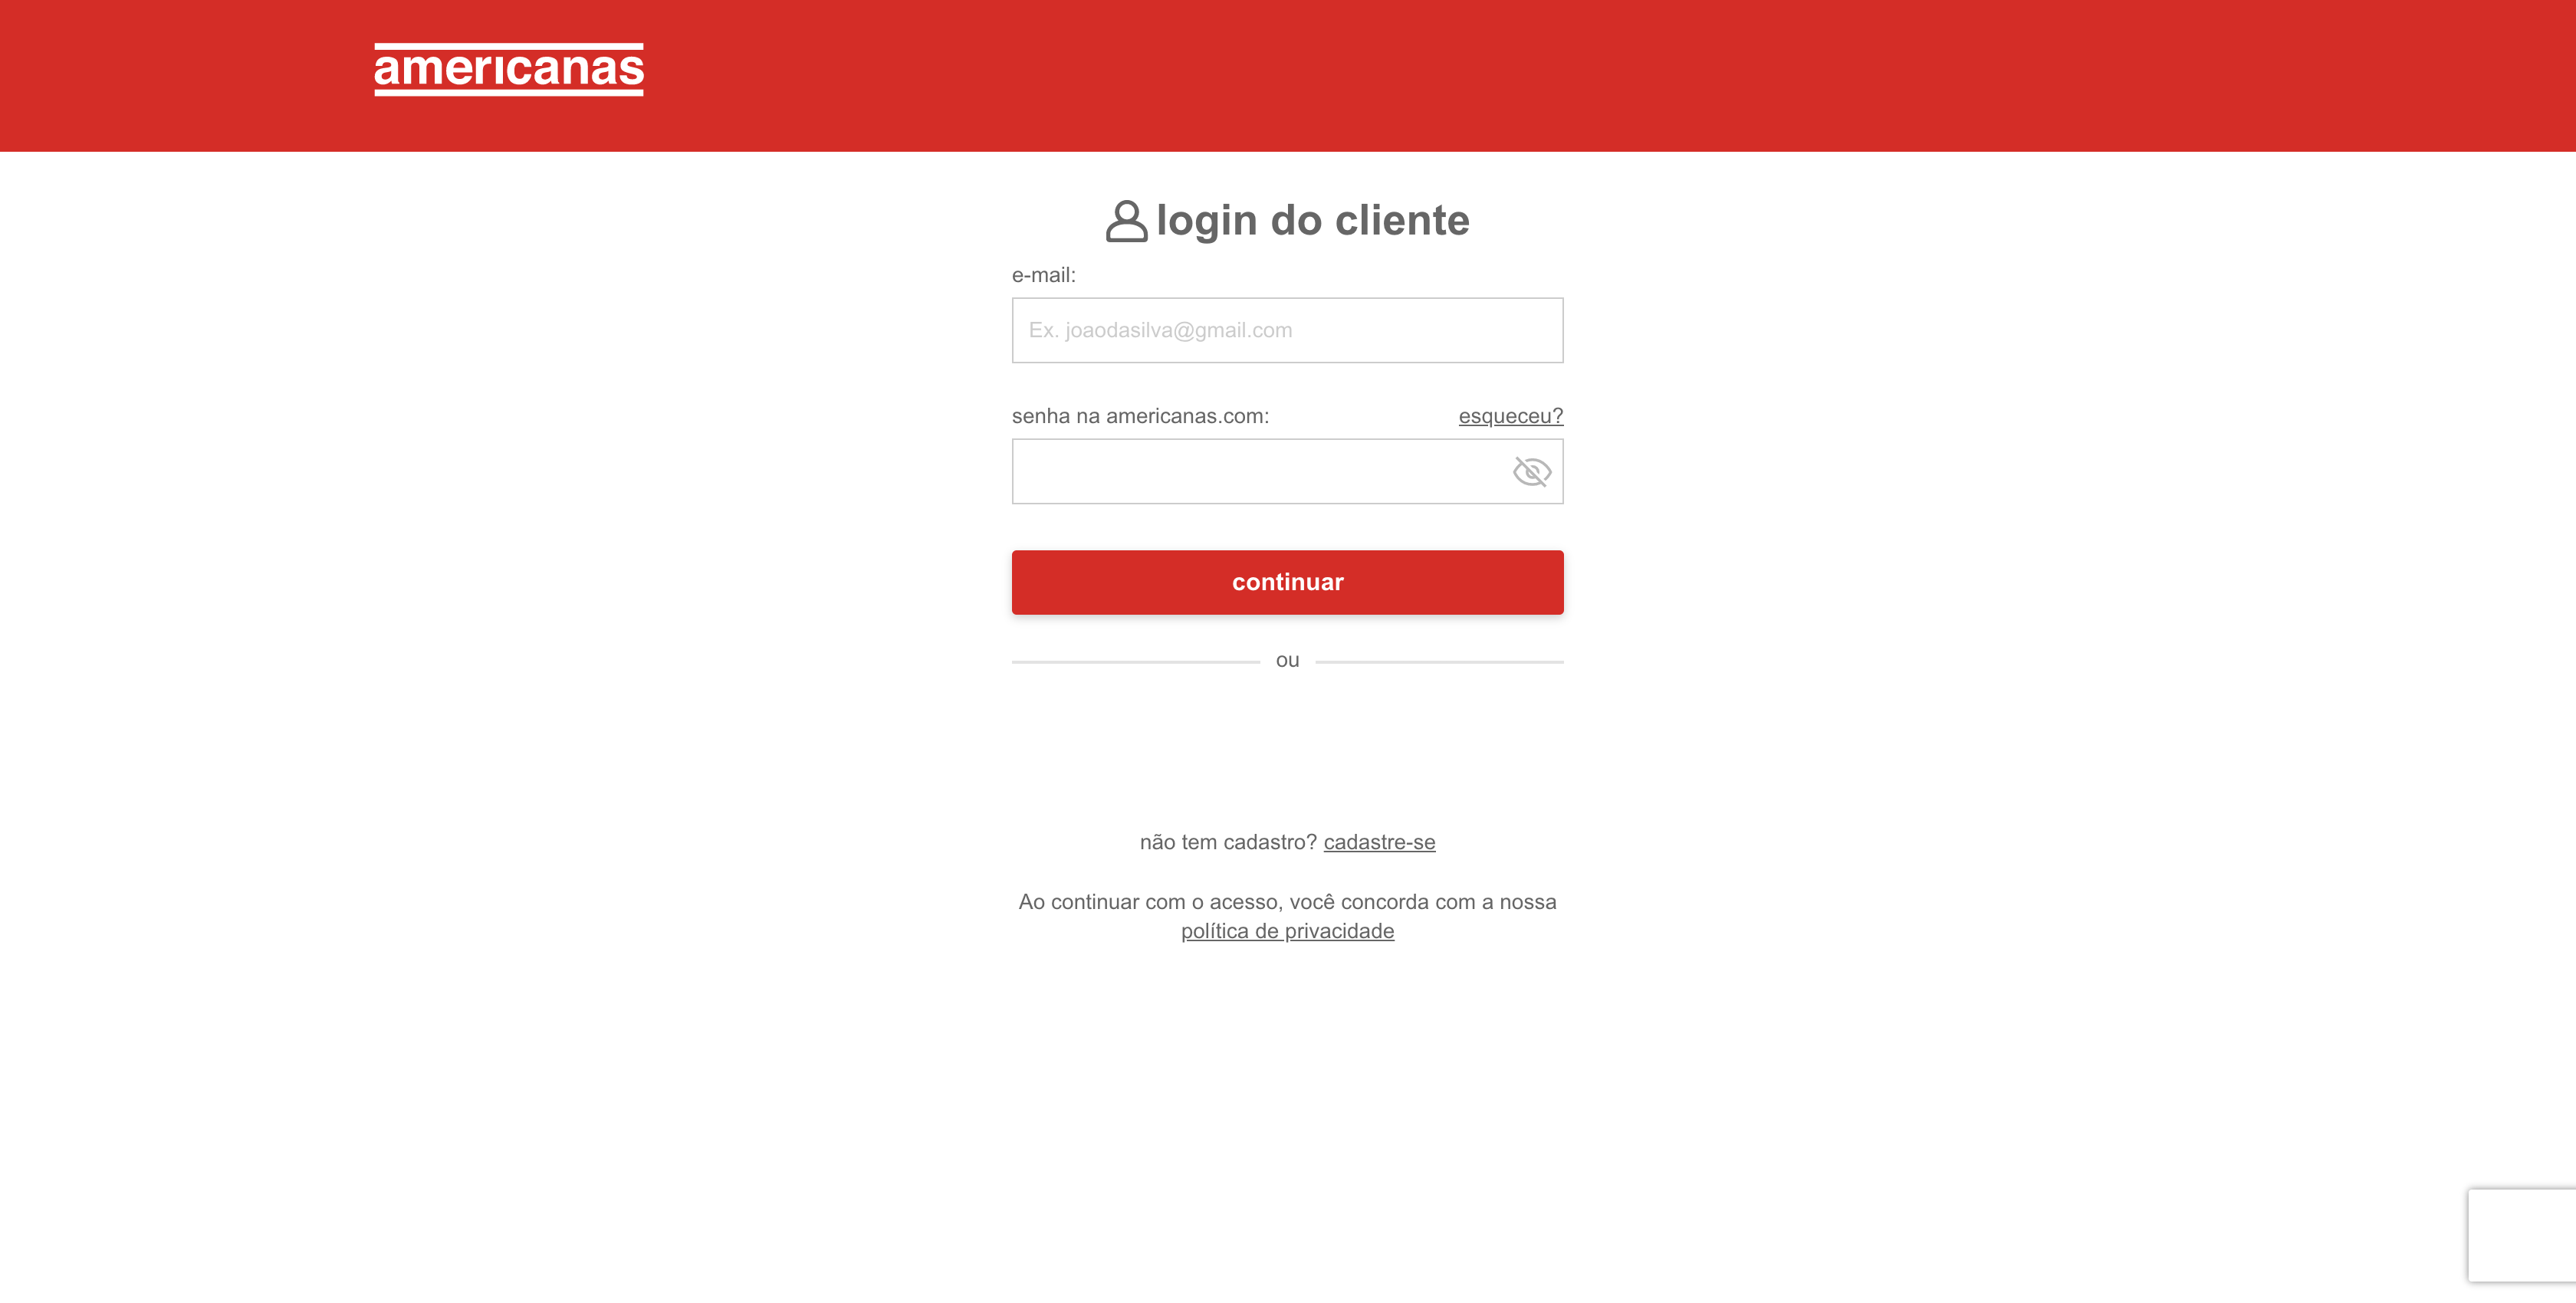 americanas
login do cliente
e-mail:
Ex. joaodasilva@gmail.com
senha na americanas.com: esqueceu?
continuar
ou
não tem cadastro? cadastre-se
Ao continuar com o acesso, você concorda com a nossa
política de privacidade